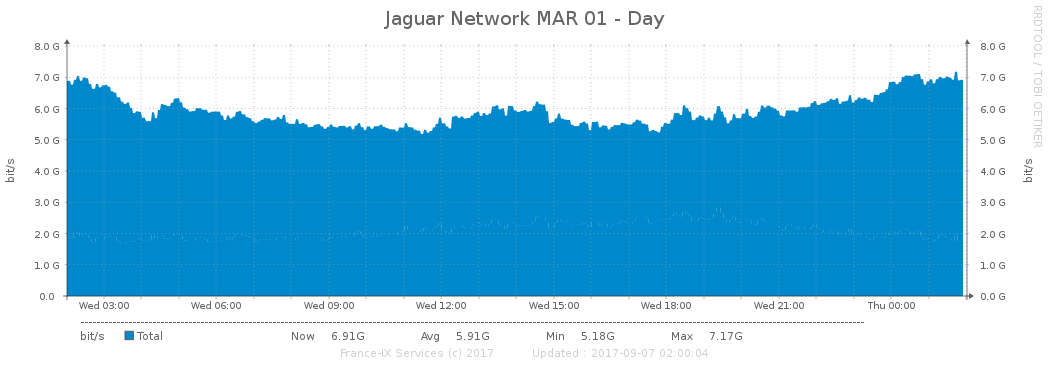 Jaguar Network MAR 01 - Day
RRDTOOL / TOBI OETIKER
8.0 G 8.0 G
7.0 G 7.0 G
6.0 G 6.0 G
5.0 G 5.0 G
4.0 G 4.0 G
3.0 G 3.0 G
2.0 G 2.0 G
1.0 G 1.0 G
0.0 0.0 G
bit/s
bit/s
Wed 03:00 Wed 06:00 Wed 09:00 Wed 12:00 Wed 15:00 Wed 18:00 Wed 21:00 Thu 00:00
bit/s Total Now 6.91G Avg 5.91G Min 5.18G Max 7.17G
France-IX Services (c) 2017 Updated : 2017-09-07 02:00:04